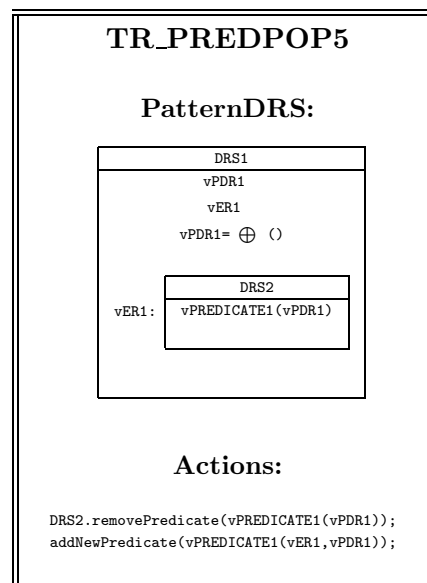 TR_PREDPOP5
PatternDRS:
DRS1
vPDR1
vER1
vPDR1= ⊕ ()
DRS2
vER1: vPREDICATE1(vPDR1)
Actions:
DRS2.removePredicate(vPREDICATE1(vPDR1));
addNewPredicate(vPREDICATE1(vER1,vPDR1));